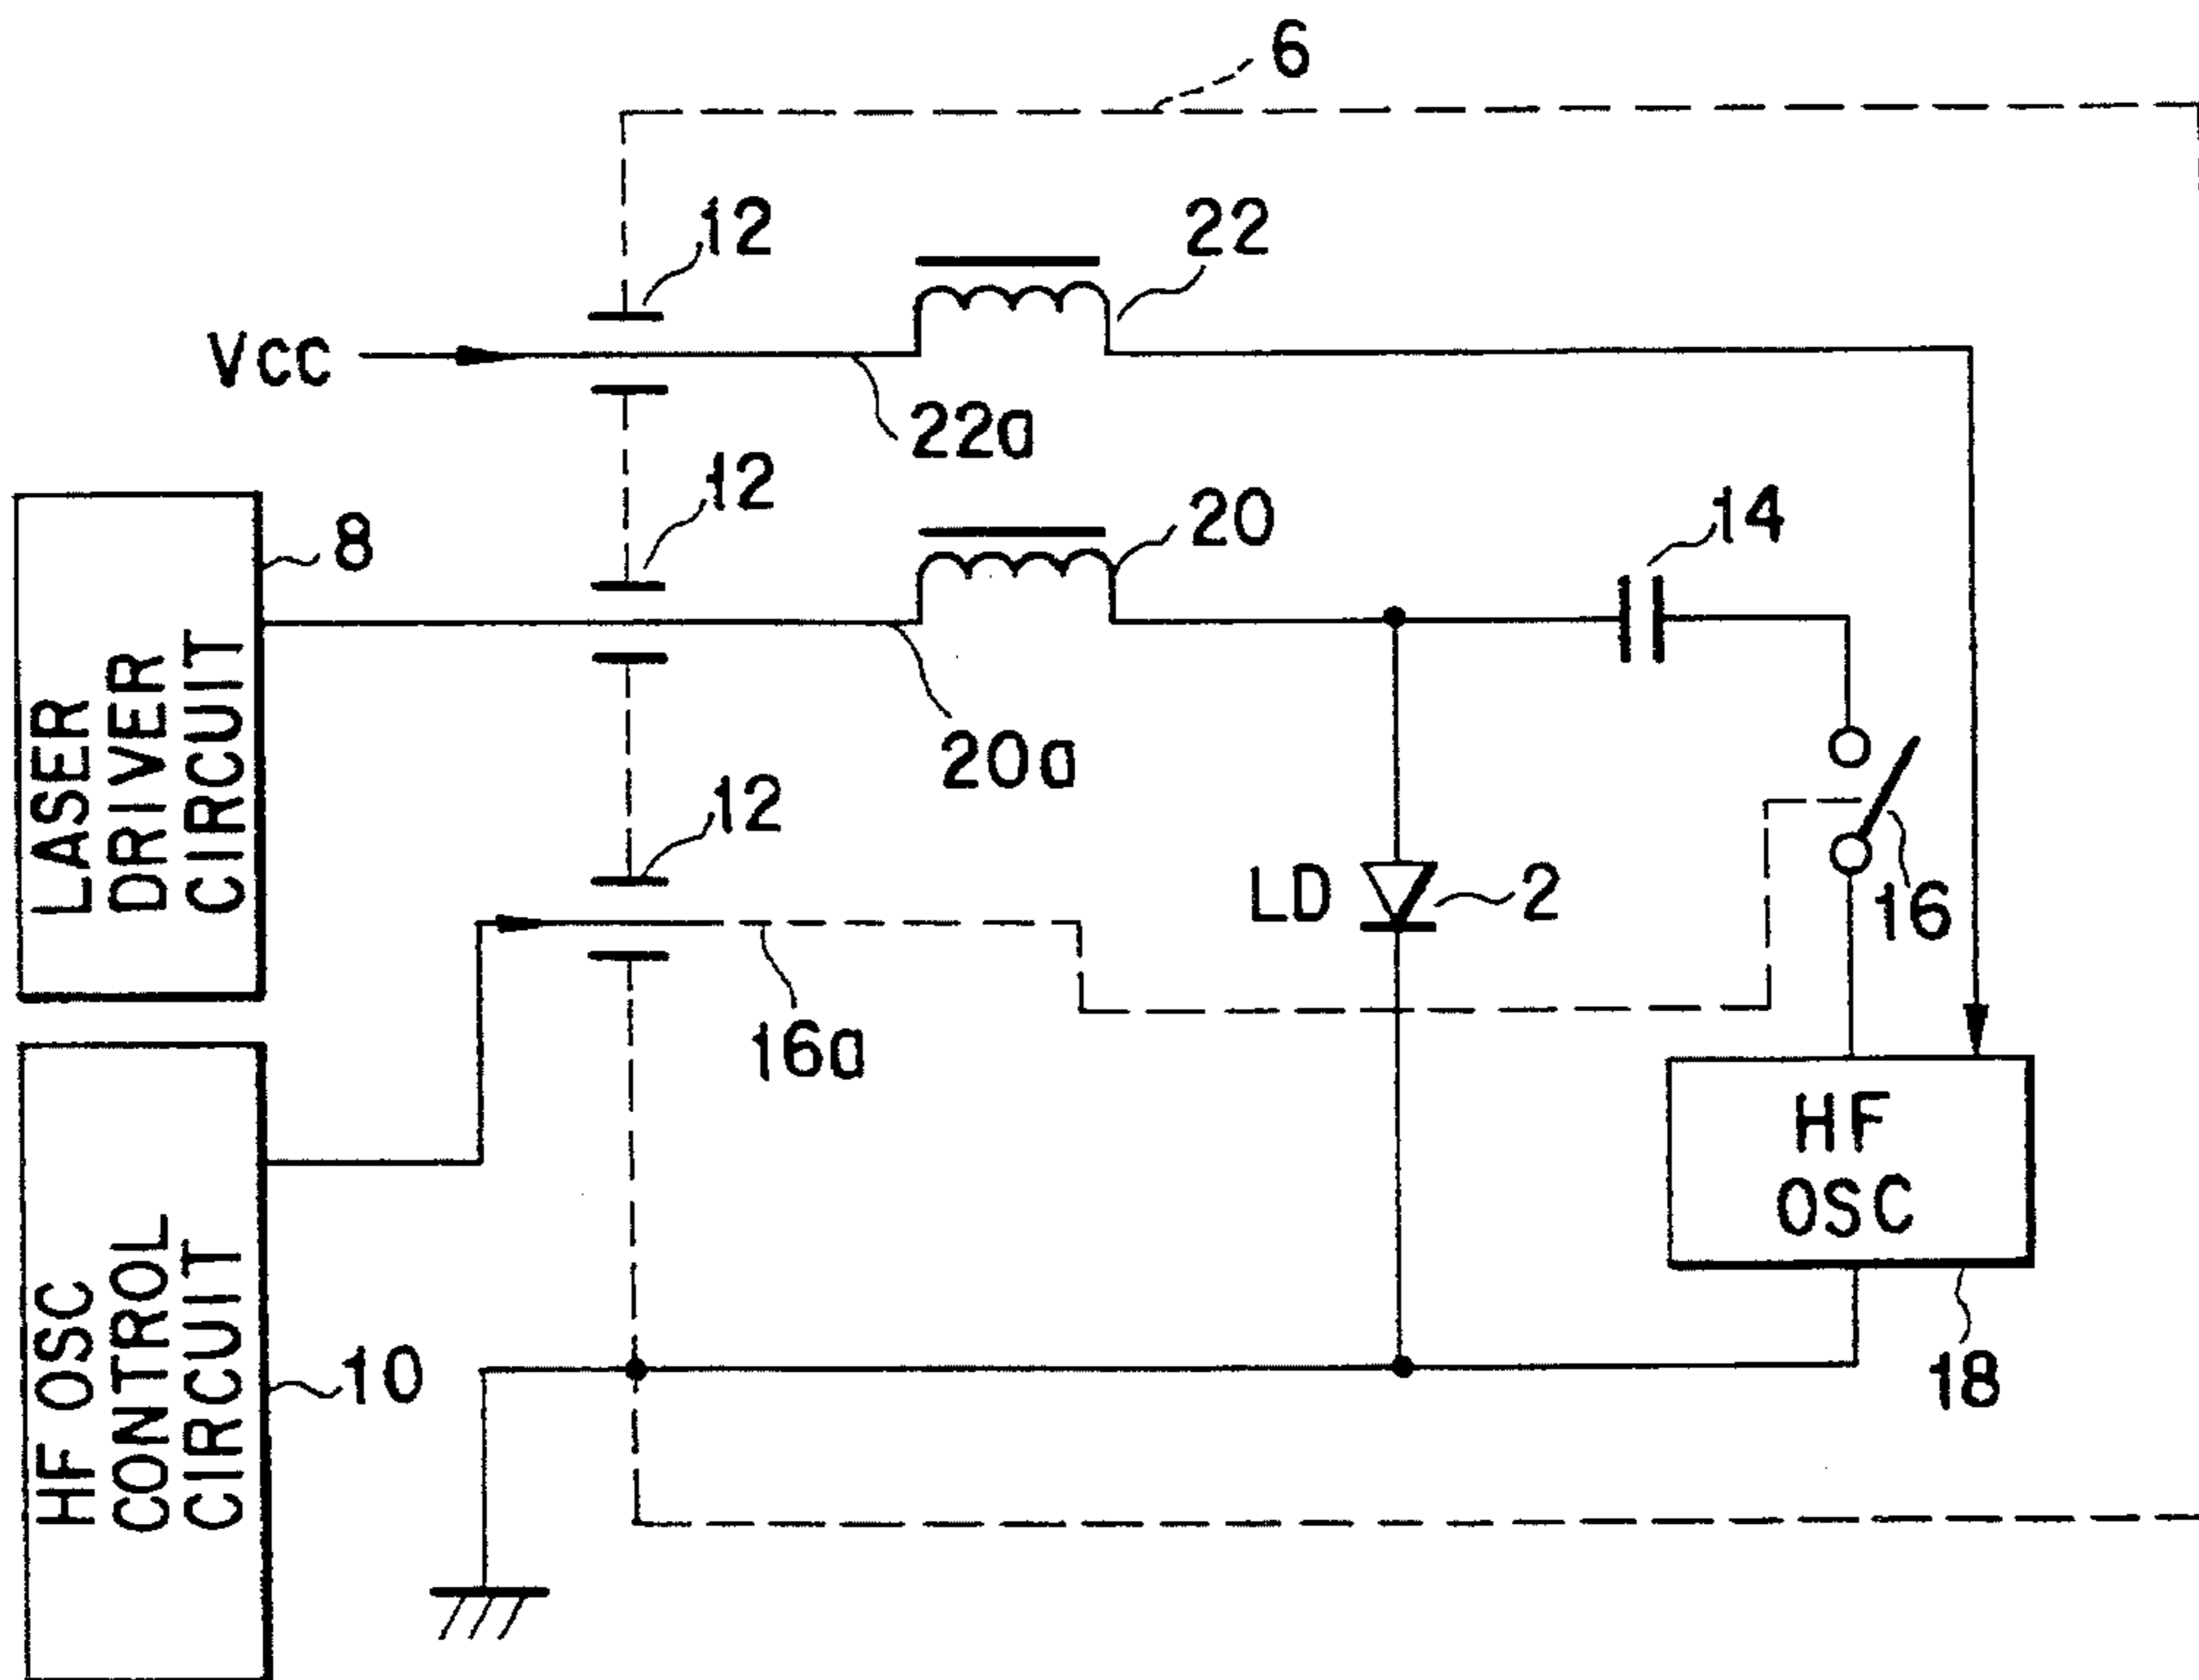 6
12
22
VCC
22a
12
20
14
8
LASER
DRIVER
CIRCUIT
20a
12
LD
2
16
16a
HF
OSC
HF OSC
CONTROL
CIRCUIT
10
18